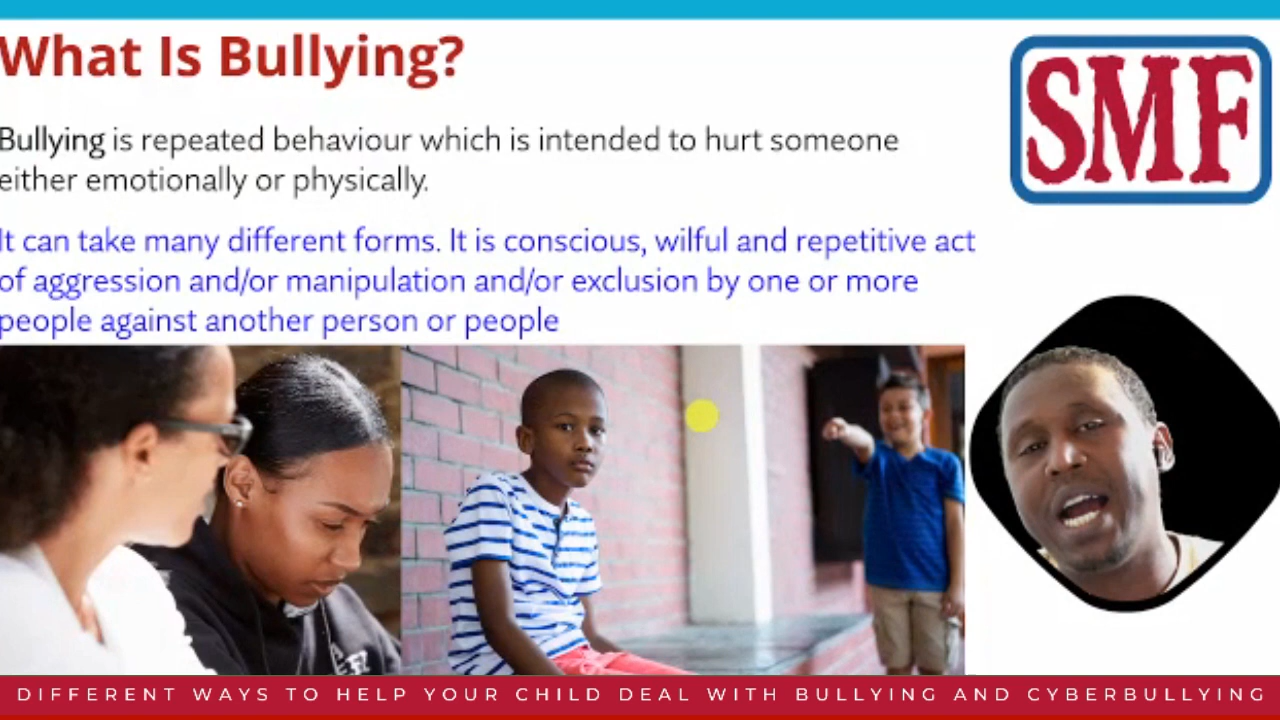 What Is Bullying?
SMF
Bullying is repeated behaviour which is intended to hurt someone
either emotionally or physically.
It can take many different forms. It is conscious, wilful and repetitive act
of aggression and/or manipulation and/or exclusion by one or more
people against another person or people
DIFFERENT WAYS TO HELP YOUR CHILD DEAL WITH BULLYING AND CYBERBULLYING